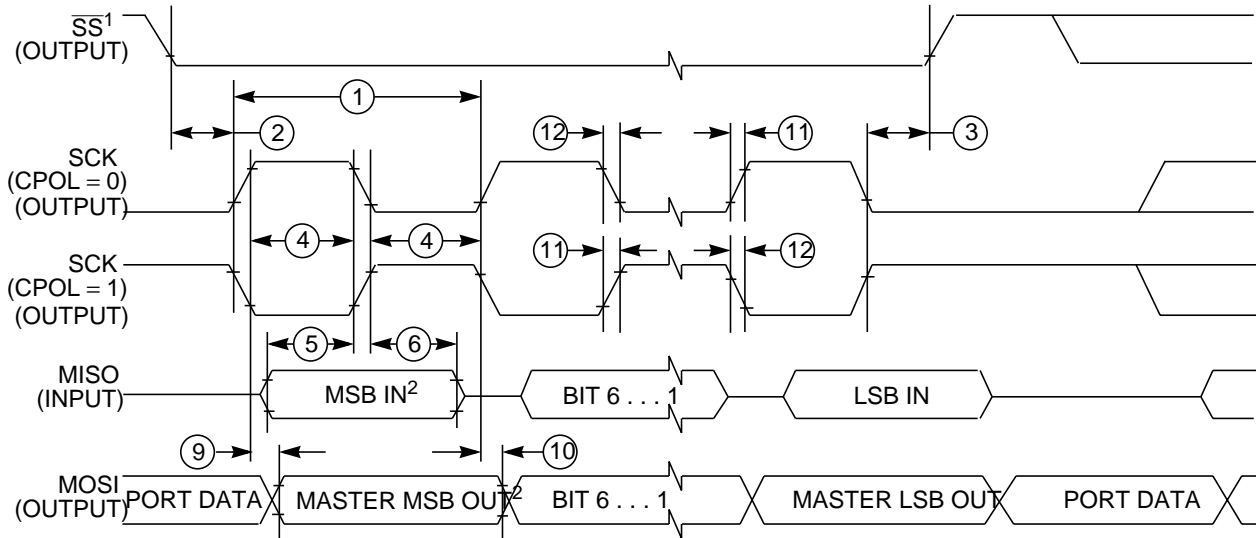 SS¹
(OUTPUT)
1
2
12
11
3
SCK
(CPOL = 0)
(OUTPUT)
4
4
SCK
(CPOL = 1)
(OUTPUT)
11
12
5
6
MISO
(INPUT)
MSB IN²
BIT 6 . . . 1
LSB IN
9
10
MOSI
(OUTPUT)
PORT DATA
MASTER MSB OUT²
BIT 6 . . . 1
MASTER LSB OUT
PORT DATA